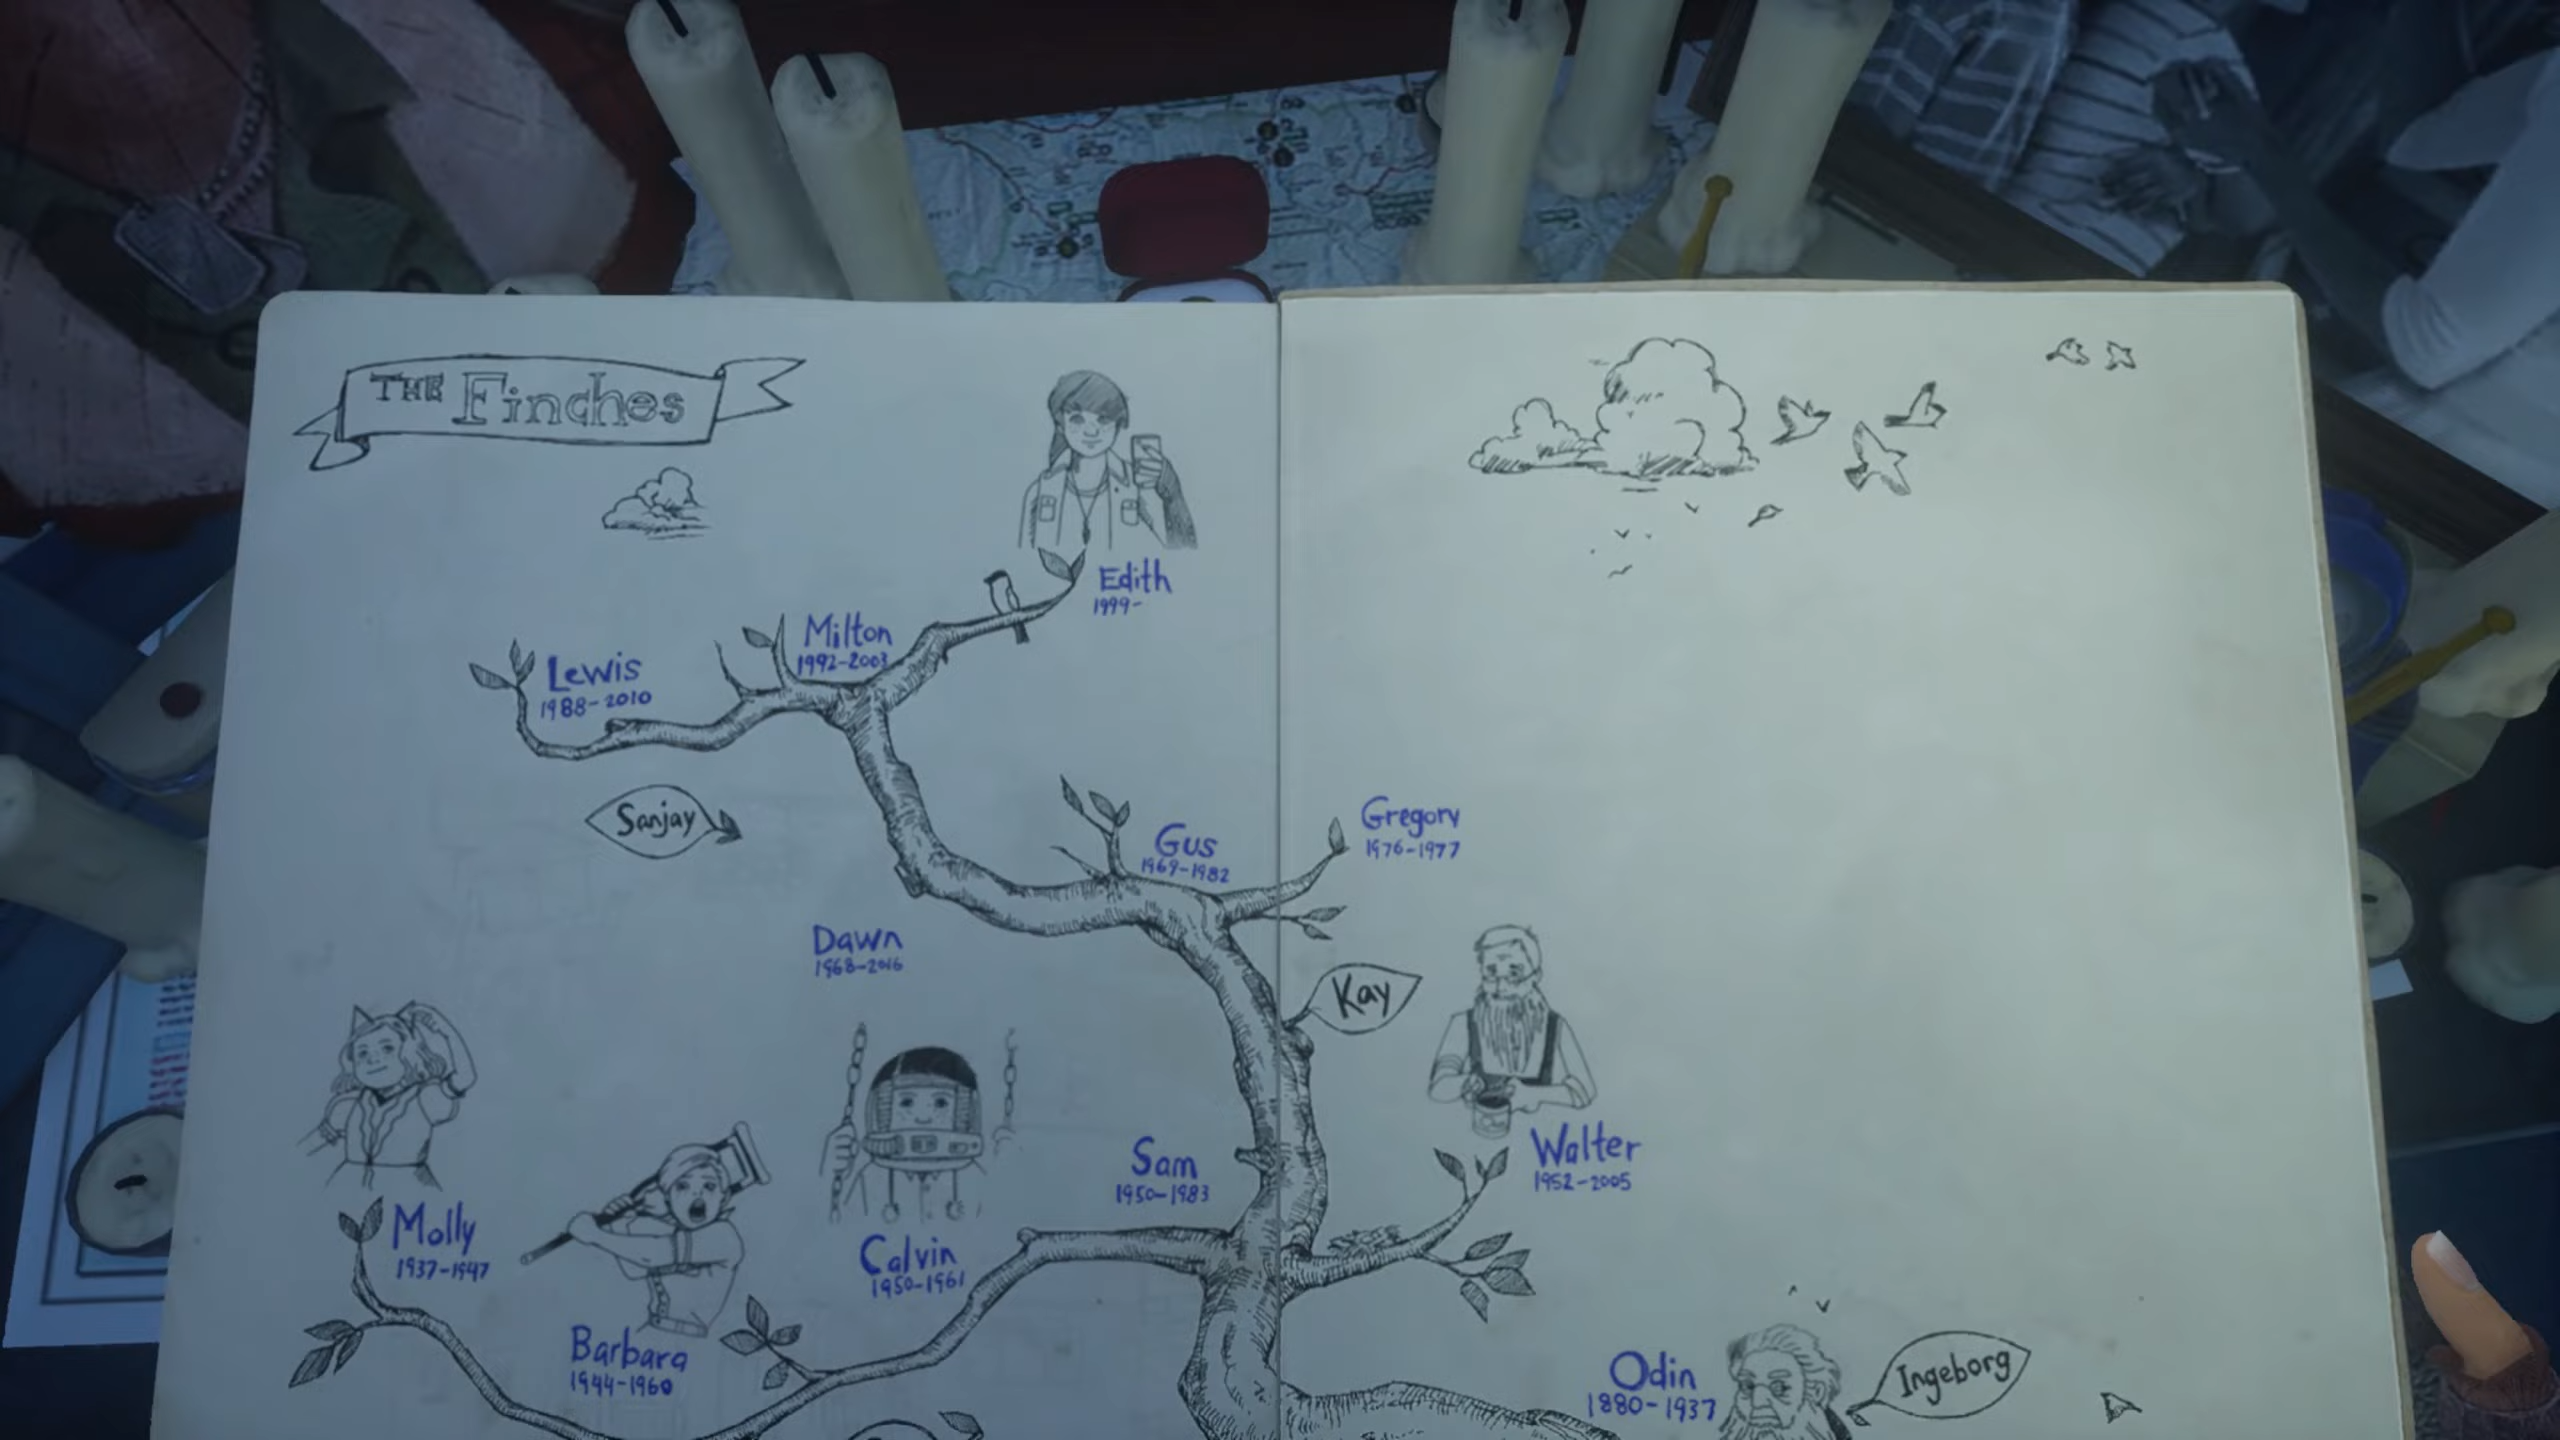 THE Finches
Edith
1999-
Milton
1992-2003
Lewis
1988-2010
Sanjay
Gus
1969-1982
Gregory
1976-1977
Dawn
1968-2016
Kay
Walter
1952-2005
Sam
1950-1983
Molly
1937-1947
Calvin
1950-1961
Barbara
1944-1960
Odin
1880-1937
Ingeborg